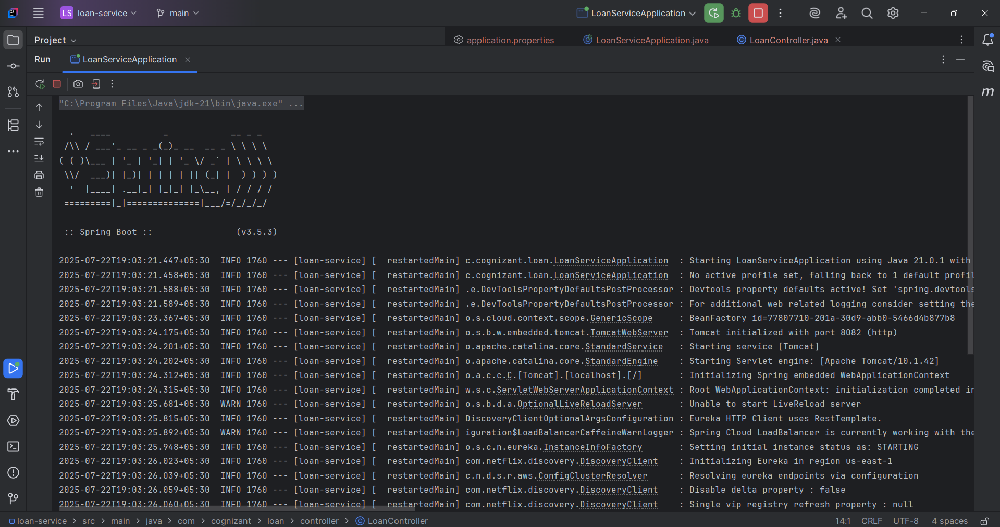 LS loan-service main LoanServiceApplication
Project application.properties LoanServiceApplication.java LoanController.java
Run LoanServiceApplication
"C:\Program Files\Java\jdk-21\bin\java.exe" ...
  .   ____          _            __ _ _
 /\\ / ___'_ __ _ _(_)_ __  __ _ \ \ \ \
( ( )\___ | '_ | '_| | '_ \/ _` | \ \ \ \
 \\/  ___)| |_)| | | | | || (_| |  ) ) ) )
  '  |____| .__|_| |_|_| |_\__, | / / / /
 =========|_|==============|___/=/_/_/_/
 :: Spring Boot ::                (v3.5.3)
2025-07-22T19:03:21.447+05:30  INFO 1760 --- [loan-service] [  restartedMain] c.cognizant.loan.LoanServiceApplication  : Starting LoanServiceApplication using Java 21.0.1 with
2025-07-22T19:03:21.458+05:30  INFO 1760 --- [loan-service] [  restartedMain] c.cognizant.loan.LoanServiceApplication  : No active profile set, falling back to 1 default profil
2025-07-22T19:03:21.588+05:30  INFO 1760 --- [loan-service] [  restartedMain] .e.DevToolsPropertyDefaultsPostProcessor : Devtools property defaults active! Set 'spring.devtools
2025-07-22T19:03:21.589+05:30  INFO 1760 --- [loan-service] [  restartedMain] .e.DevToolsPropertyDefaultsPostProcessor : For additional web related logging consider setting the
2025-07-22T19:03:23.367+05:30  INFO 1760 --- [loan-service] [  restartedMain] o.s.cloud.context.scope.GenericScope     : BeanFactory id=77807710-201a-30d9-abb0-5466d4b877b8
2025-07-22T19:03:24.175+05:30  INFO 1760 --- [loan-service] [  restartedMain] o.s.b.w.embedded.tomcat.TomcatWebServer  : Tomcat initialized with port 8082 (http)
2025-07-22T19:03:24.201+05:30  INFO 1760 --- [loan-service] [  restartedMain] o.apache.catalina.core.StandardService   : Starting service [Tomcat]
2025-07-22T19:03:24.202+05:30  INFO 1760 --- [loan-service] [  restartedMain] o.apache.catalina.core.StandardEngine    : Starting Servlet engine: [Apache Tomcat/10.1.42]
2025-07-22T19:03:24.312+05:30  INFO 1760 --- [loan-service] [  restartedMain] o.a.c.c.C.[Tomcat].[localhost].[/]       : Initializing Spring embedded WebApplicationContext
2025-07-22T19:03:24.315+05:30  INFO 1760 --- [loan-service] [  restartedMain] w.s.c.ServletWebServerApplicationContext : Root WebApplicationContext: initialization completed in
2025-07-22T19:03:25.681+05:30  WARN 1760 --- [loan-service] [  restartedMain] o.s.b.d.a.OptionalLiveReloadServer       : Unable to start LiveReload server
2025-07-22T19:03:25.815+05:30  INFO 1760 --- [loan-service] [  restartedMain] DiscoveryClientOptionalArgsConfiguration : Eureka HTTP Client uses RestTemplate.
2025-07-22T19:03:25.892+05:30  WARN 1760 --- [loan-service] [  restartedMain] iguration$LoadBalancerCaffeineWarnLogger : Spring Cloud LoadBalancer is currently working with the
2025-07-22T19:03:25.948+05:30  INFO 1760 --- [loan-service] [  restartedMain] o.s.c.n.eureka.InstanceInfoFactory       : Setting initial instance status as: STARTING
2025-07-22T19:03:26.023+05:30  INFO 1760 --- [loan-service] [  restartedMain] com.netflix.discovery.DiscoveryClient    : Initializing Eureka in region us-east-1
2025-07-22T19:03:26.039+05:30  INFO 1760 --- [loan-service] [  restartedMain] c.n.d.s.r.aws.ConfigClusterResolver      : Resolving eureka endpoints via configuration
2025-07-22T19:03:26.059+05:30  INFO 1760 --- [loan-service] [  restartedMain] com.netflix.discovery.DiscoveryClient    : Disable delta property : false
2025-07-22T19:03:26.060+05:30  INFO 1760 --- [loan-service] [  restartedMain] com.netflix.discovery.DiscoveryClient    : Single vip registry refresh property : null
loan-service > src > main > java > com > cognizant > loan > controller > LoanController 14:1 CRLF UTF-8 4 spaces